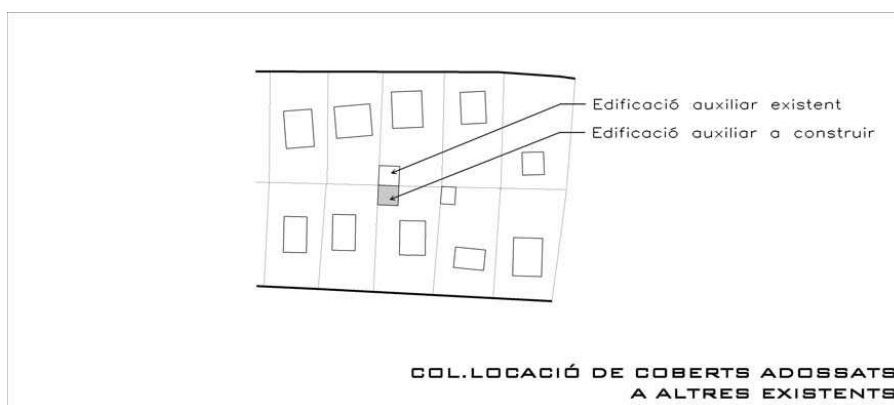 Edificació auxiliar existent
Edificació auxiliar a construir
COL.LOCACIÓ DE COBERTS ADOSSATS
A ALTRES EXISTENTS